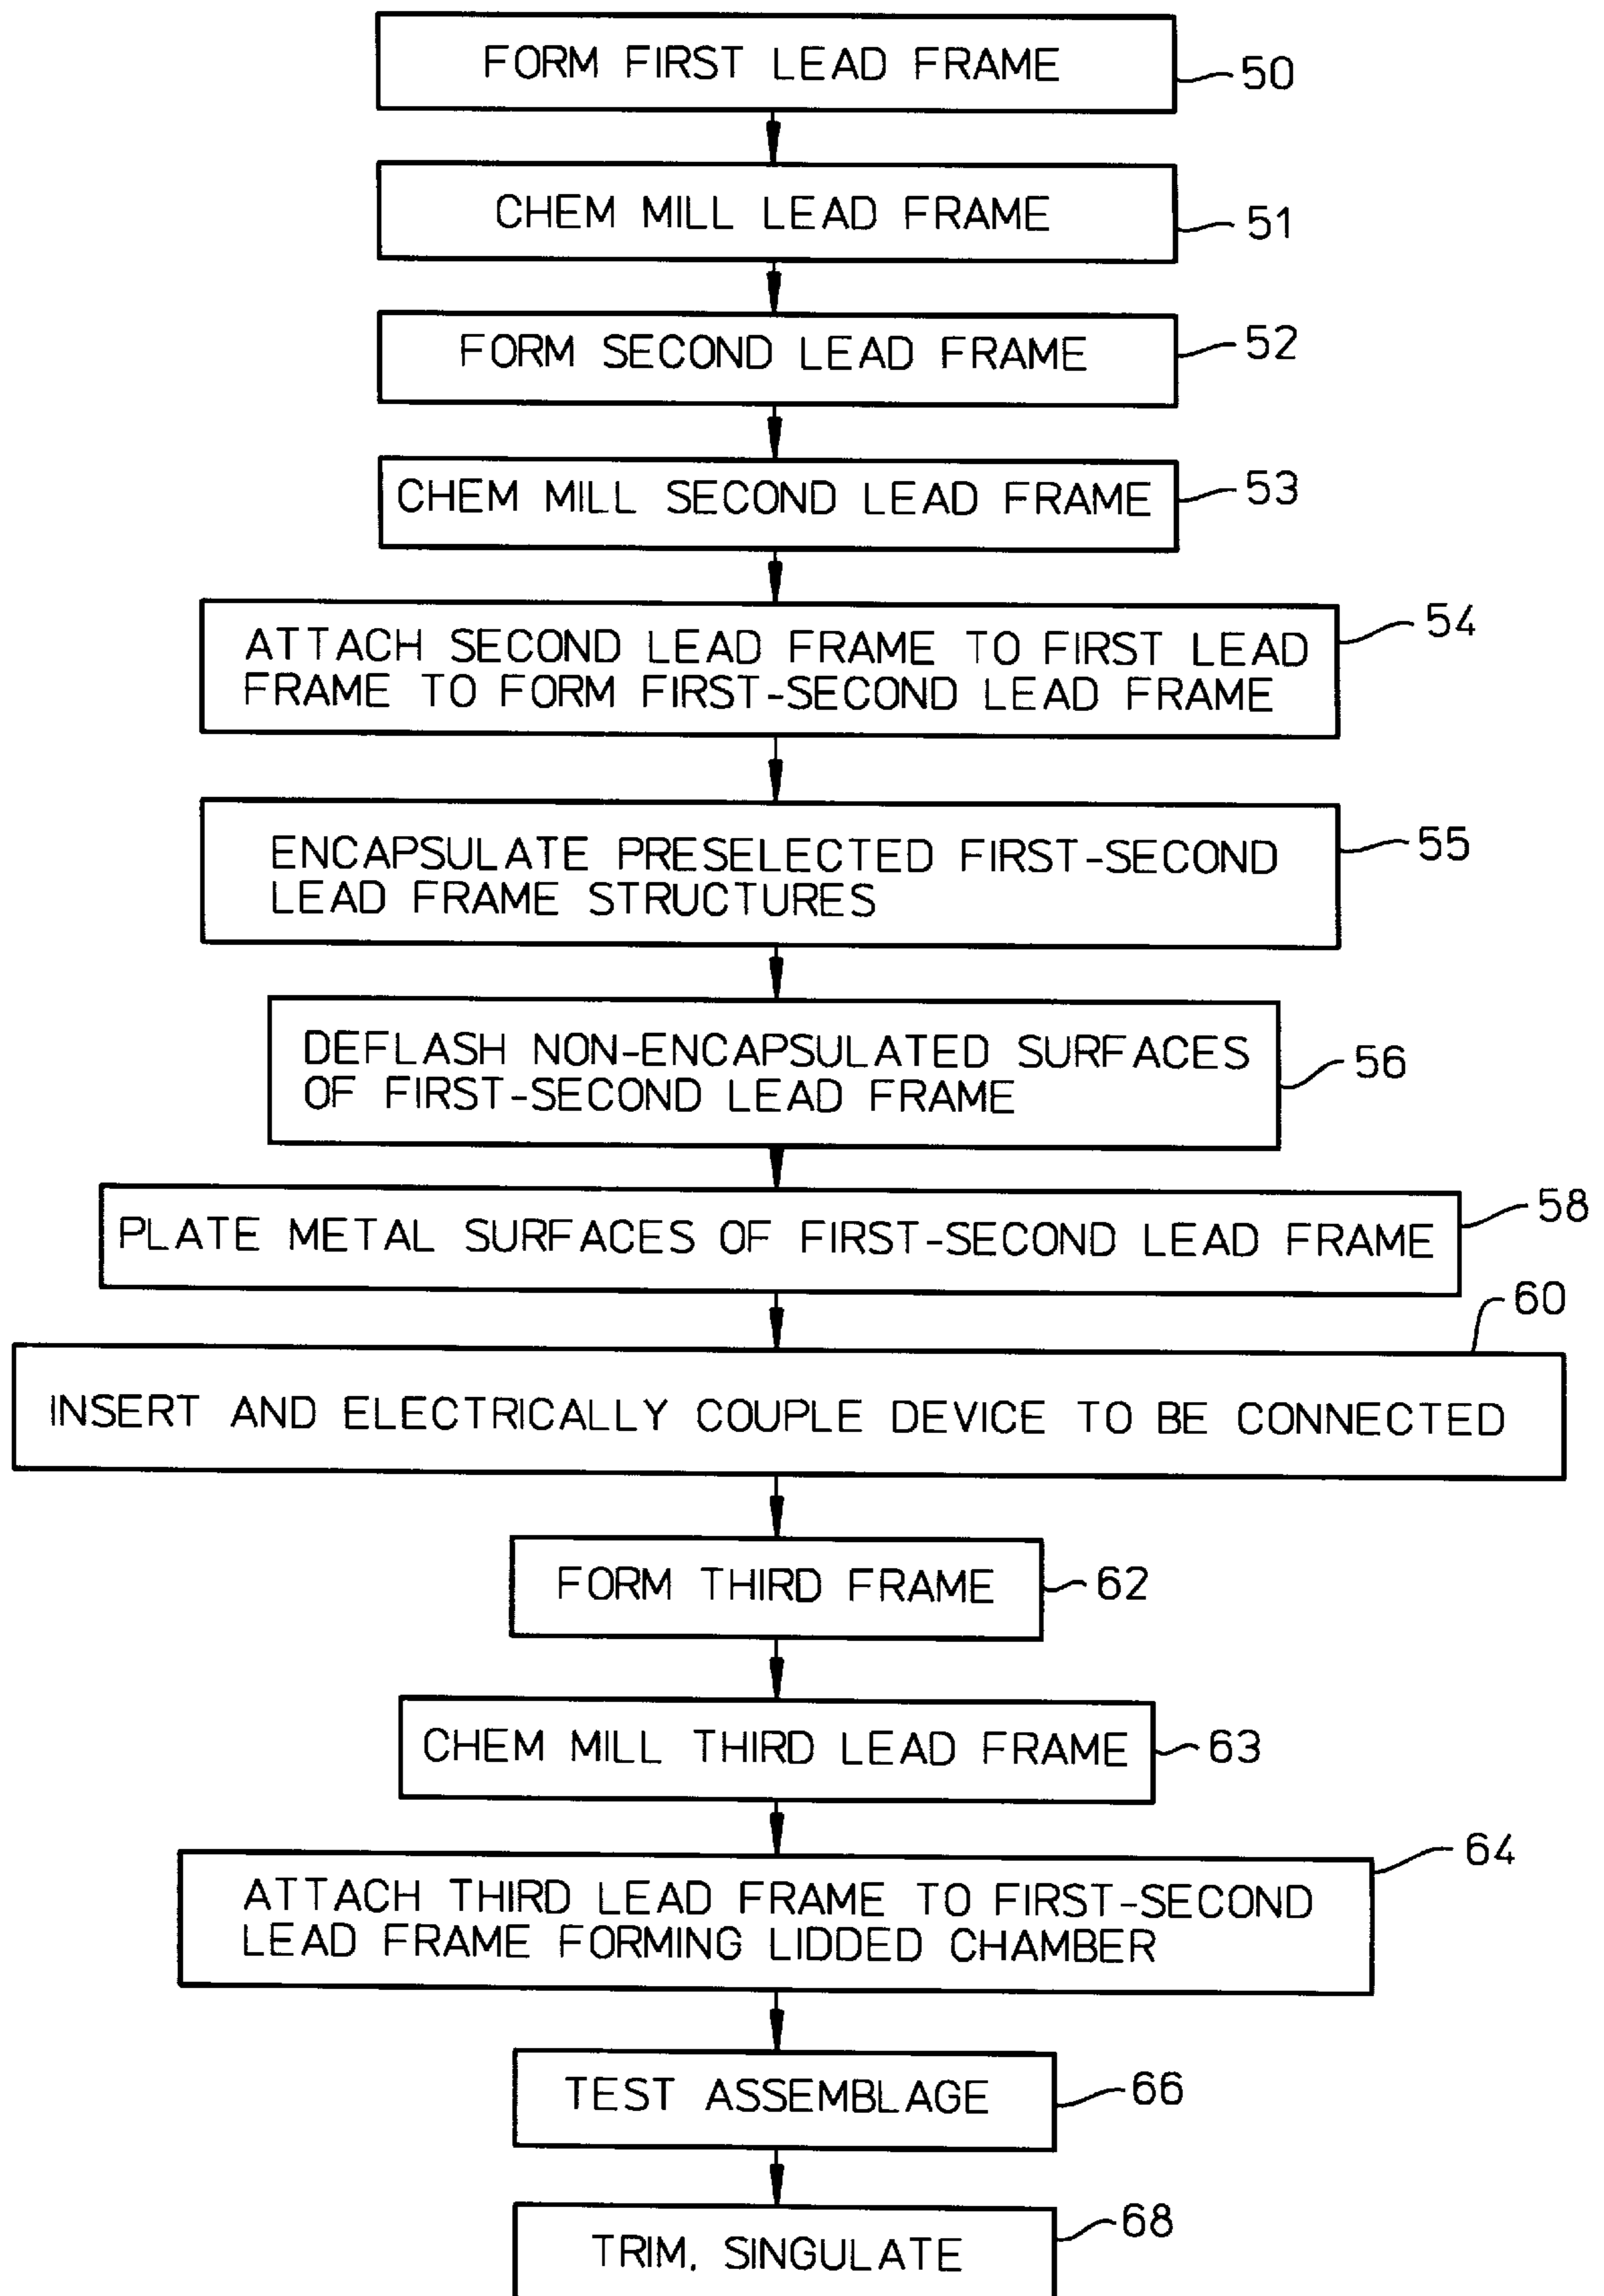 FORM FIRST LEAD FRAME
50
CHEM MILL LEAD FRAME
51
FORM SECOND LEAD FRAME
52
CHEM MILL SECOND LEAD FRAME
53
ATTACH SECOND LEAD FRAME TO FIRST LEAD
FRAME TO FORM FIRST-SECOND LEAD FRAME
54
ENCAPSULATE PRESELECTED FIRST-SECOND
LEAD FRAME STRUCTURES
55
DEFLASH NON-ENCAPSULATED SURFACES
OF FIRST-SECOND LEAD FRAME
56
PLATE METAL SURFACES OF FIRST-SECOND LEAD FRAME
58
INSERT AND ELECTRICALLY COUPLE DEVICE TO BE CONNECTED
60
FORM THIRD FRAME
62
CHEM MILL THIRD LEAD FRAME
63
ATTACH THIRD LEAD FRAME TO FIRST-SECOND
LEAD FRAME FORMING LIDDED CHAMBER
64
TEST ASSEMBLAGE
66
TRIM, SINGULATE
68